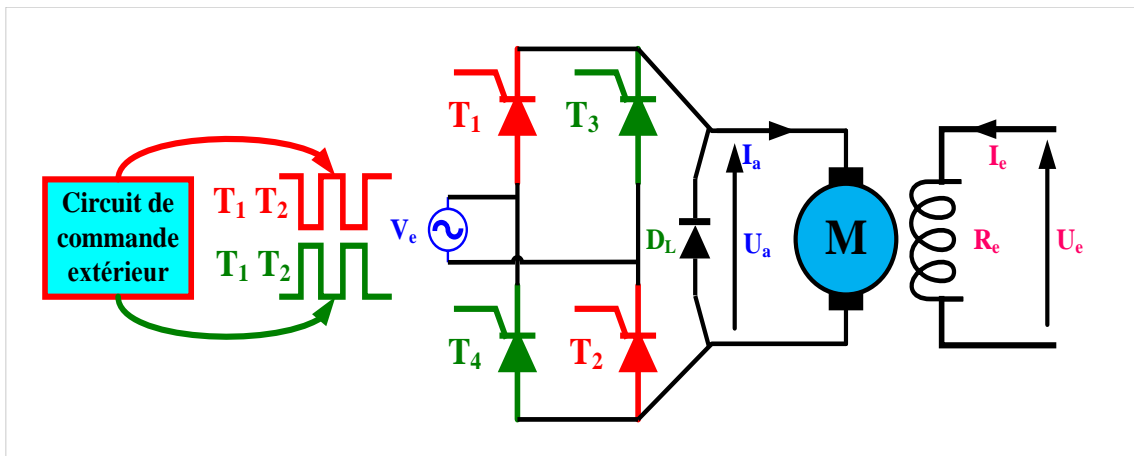 Circuit de
commande
extérieur
T1 T2
T1 T2
Ve
T1
T3
T4
T2
DL
Ia
Ua
M
Ie
Re
Ue